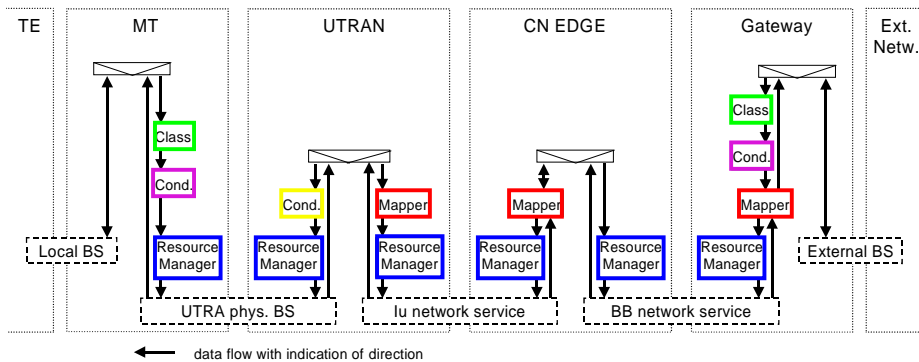 TE
MT
UTRAN
CN EDGE
Gateway
Ext.
Netw.
Class
Cond.
Class
Cond.
Cond.
Mapper
Mapper
Mapper
Local BS
Resource
Manager
Resource
Manager
Resource
Manager
Resource
Manager
Resource
Manager
Resource
Manager
External BS
UTRA phys. BS
Iu network service
BB network service
data flow with indication of direction